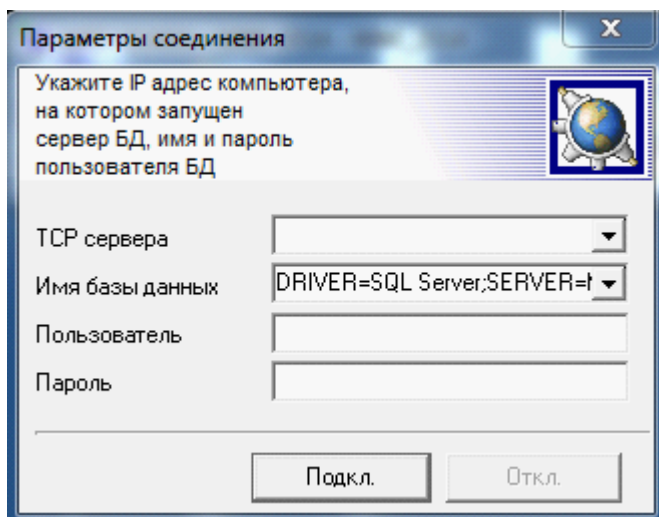 Параметры соединения
Укажите IP адрес компьютера,
на котором запущен
сервер БД, имя и пароль
пользователя БД
TCP сервера
Имя базы данных DRIVER=SQL Server;SERVER=
Пользователь
Пароль
Подкл. Откл.